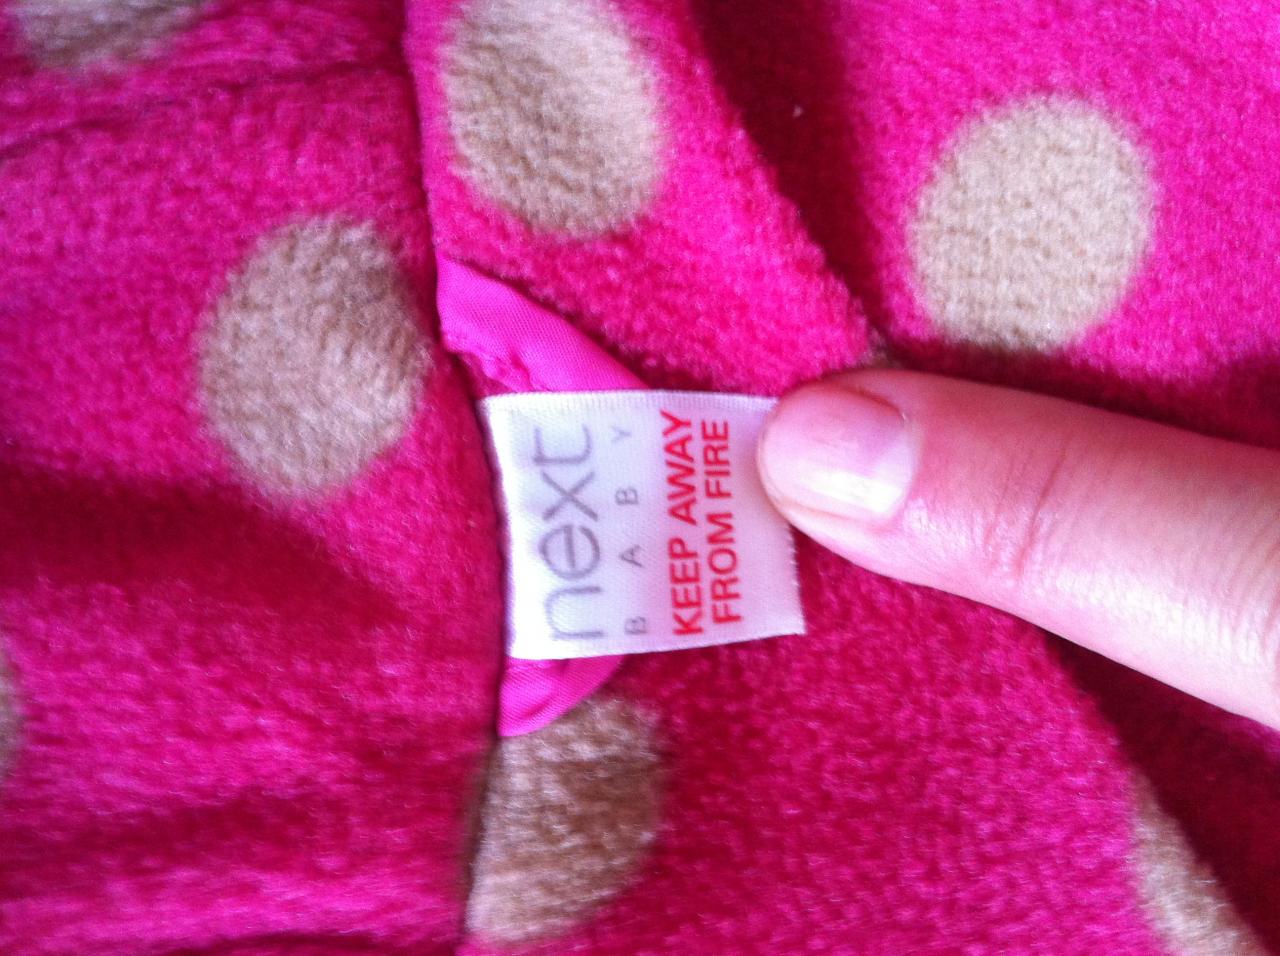 next
BABY
KEEP AWAY
FROM FIRE